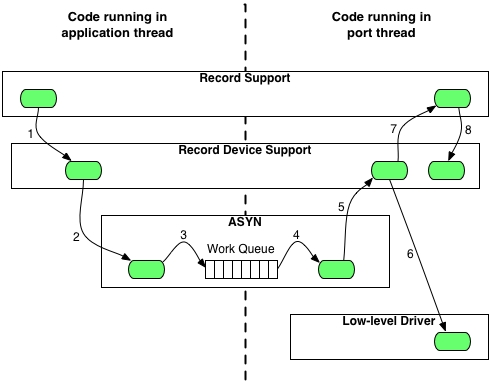 Code running in
application thread
Code running in
port thread
Record Support
1
7
8
Record Device Support
2
5
6
ASYN
3
Work Queue
4
Low-level Driver